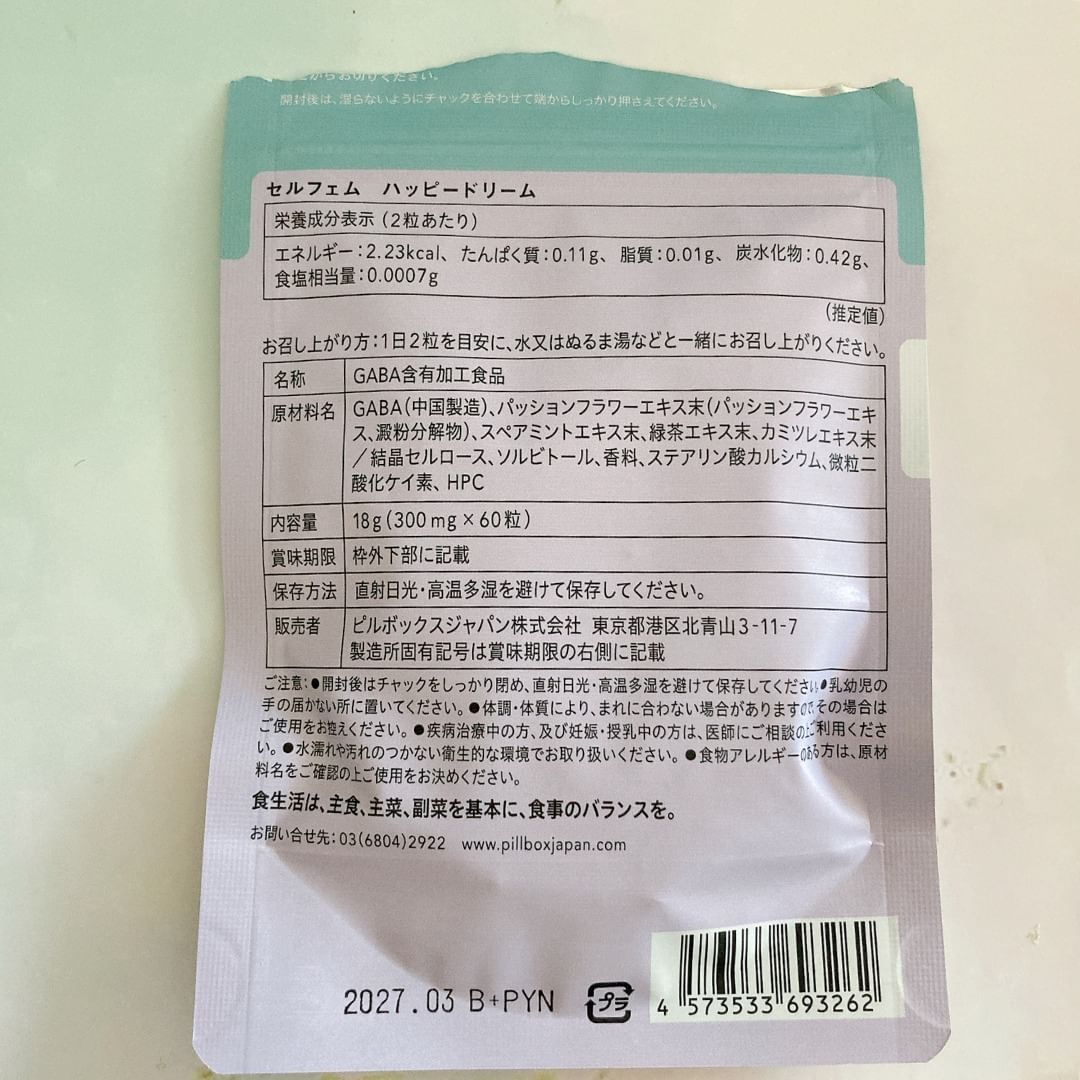 からお切りください。
開封後は、湿らないようにチャックを合わせて端からしっかり押さえてください。
セルフェム ハッピードリーム
栄養成分表示(2粒あたり)
エネルギー:2.23kcal、たんぱく質:0.11g、脂質:0.01g、炭水化物:0.42g、
食塩相当量:0.0007g
(推定値)
お召し上がり方:1日2粒を目安に、水又はぬるま湯などと一緒にお召し上がりください。
名称 GABA含有加工食品
原材料名 GABA(中国製造)、パッションフラワーエキス末(パッションフラワーエキ
ス、澱粉分解物)、スペアミントエキス末、緑茶エキス末、カミツレエキス末
/結晶セルロース、ソルビトール、香料、ステアリン酸カルシウム、微粒二
酸化ケイ素、HPC
内容量 18g(300mg×60粒)
賞味期限 枠外下部に記載
保存方法 直射日光・高温多湿を避けて保存してください。
販売者 ピルボックスジャパン株式会社 東京都港区北青山3-11-7
製造所固有記号は賞味期限の右側に記載
ご注意:●開封後はチャックをしっかり閉め、直射日光・高温多湿を避けて保存してください。●乳幼児の
手の届かない所に置いてください。●体調・体質により、まれに合わない場合がありますので、その場合は
ご使用をお控えください。●疾病治療中の方、及び妊娠・授乳中の方は、医師にご相談の上ご利用くださ
い。●水濡れや汚れのつかない衛生的な環境でお取り扱いください。●食物アレルギーのある方は、原材
料名をご確認の上ご使用をお決めください。
食生活は、主食、主菜、副菜を基本に、食事のバランスを。
お問い合せ先:03(6804)2922 www.pillboxjapan.com
2027.03 B+PYN
プラ
4 573533 693262